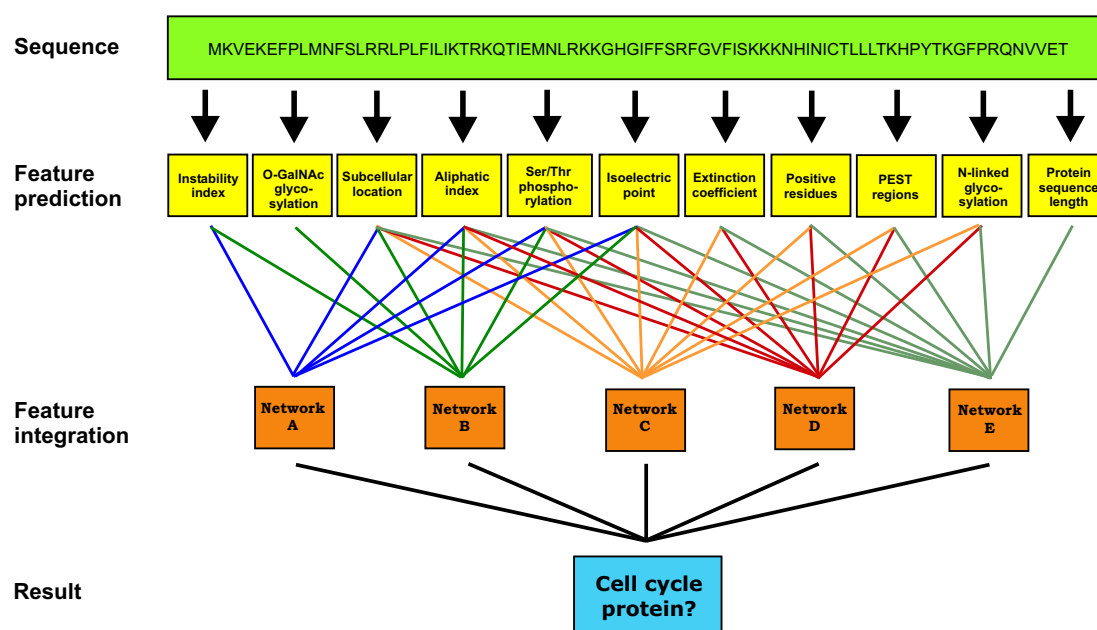 Sequence
MKVEKEFPLMNFSLRRLPLFILIKTRKQTIEMNLRKKGHGIFFSRFGVFISKKKNHINICTLLLTKHPYTKGFPRQNVVET
Feature
prediction
Instability
index
O-GalNAc
glyco-
sylation
Subcellular
location
Aliphatic
index
Ser/Thr
phospho-
rylation
Isoelectric
point
Extinction
coefficient
Positive
residues
PEST
regions
N-linked
glyco-
sylation
Protein
sequence
length
Feature
integration
Network
A
Network
B
Network
C
Network
D
Network
E
Result
Cell cycle
protein?